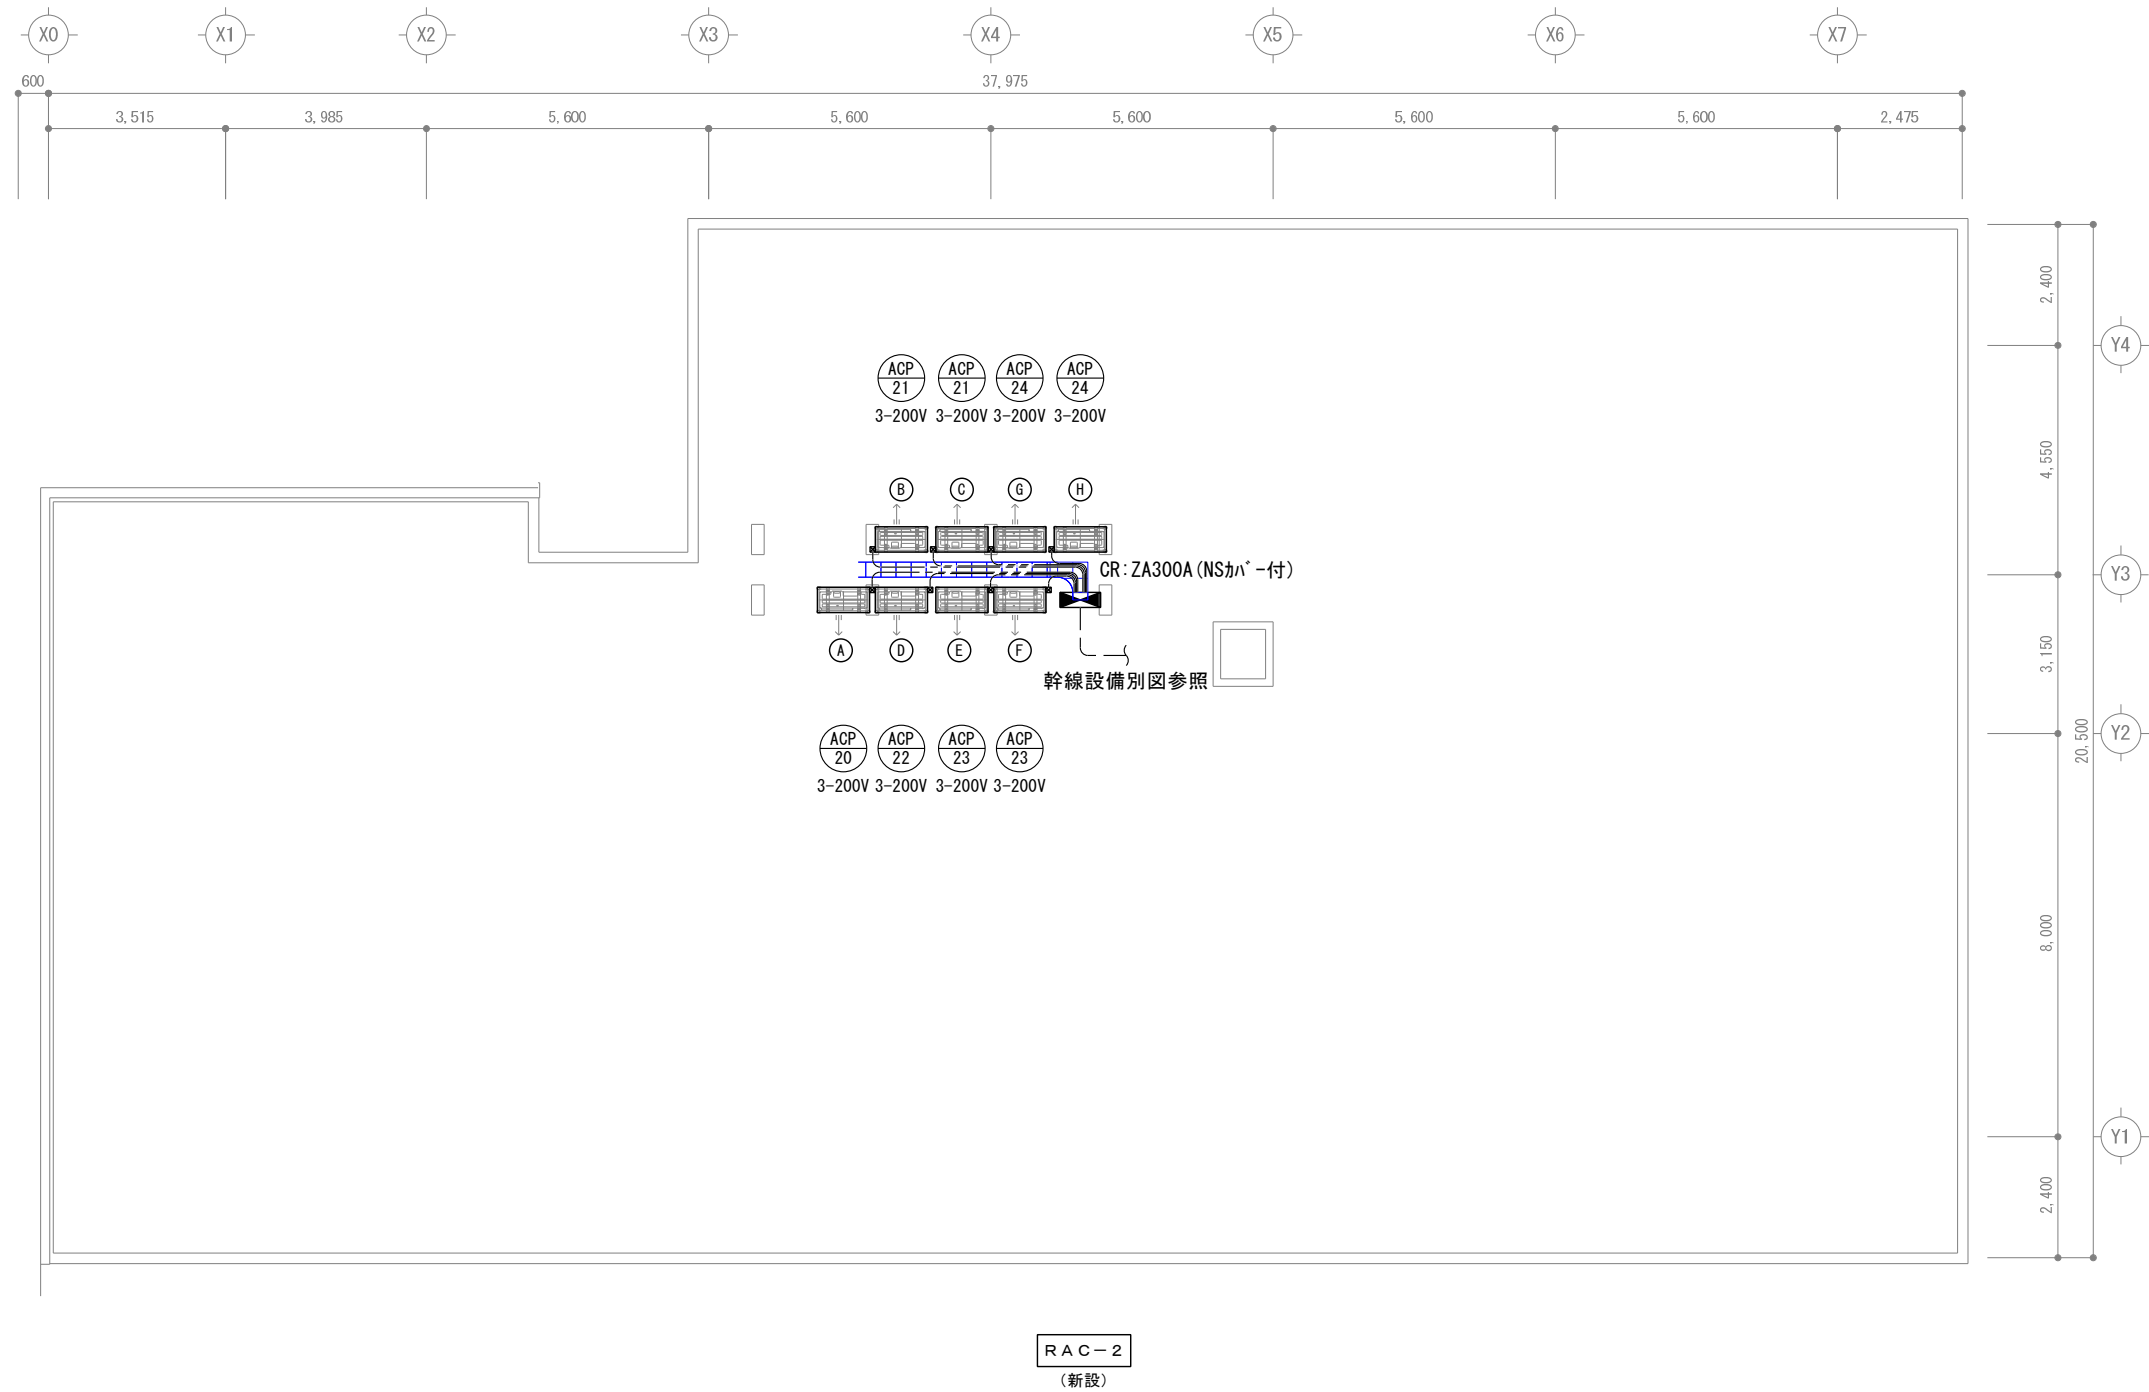 X0 X1 X2 X3 X4 X5 X6 X7
600 37,975
3,515 3,985 5,600 5,600 5,600 5,600 5,600 2,475
2,400
Y4
ACP ACP ACP ACP
21 21 24 24
3-200V 3-200V 3-200V 3-200V
4,550
B C G H
CR:ZA300A(NSｶﾊﾞｰ付)
Y3
A D E F
3,150
幹線設備別図参照
Y2
20,500
ACP ACP ACP ACP
20 22 23 23
3-200V 3-200V 3-200V 3-200V
8,000
Y1
2,400
RAC-2
(新設)